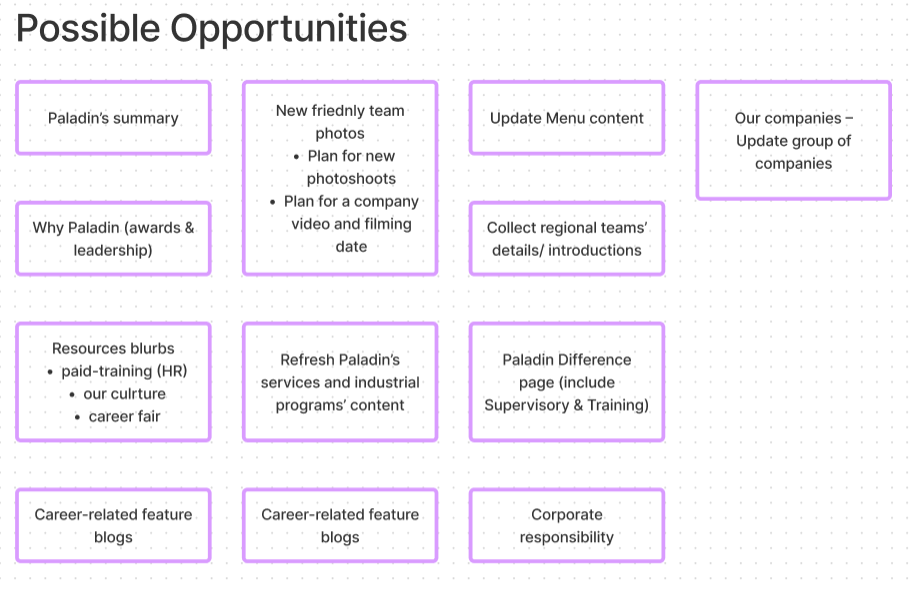 Possible Opportunities
Paladin's summary
New friednly team
photos
• Plan for new
photoshoots
• Plan for a company
video and filming
date
Update Menu content
Our companies –
Update group of
companies
Why Paladin (awards &
leadership)
Collect regional teams'
details/ introductions
Resources blurbs
• paid-training (HR)
• our culrture
• career fair
Refresh Paladin's
services and industrial
programs' content
Paladin Difference
page (include
Supervisory & Training)
Career-related feature
blogs
Career-related feature
blogs
Corporate
responsibility